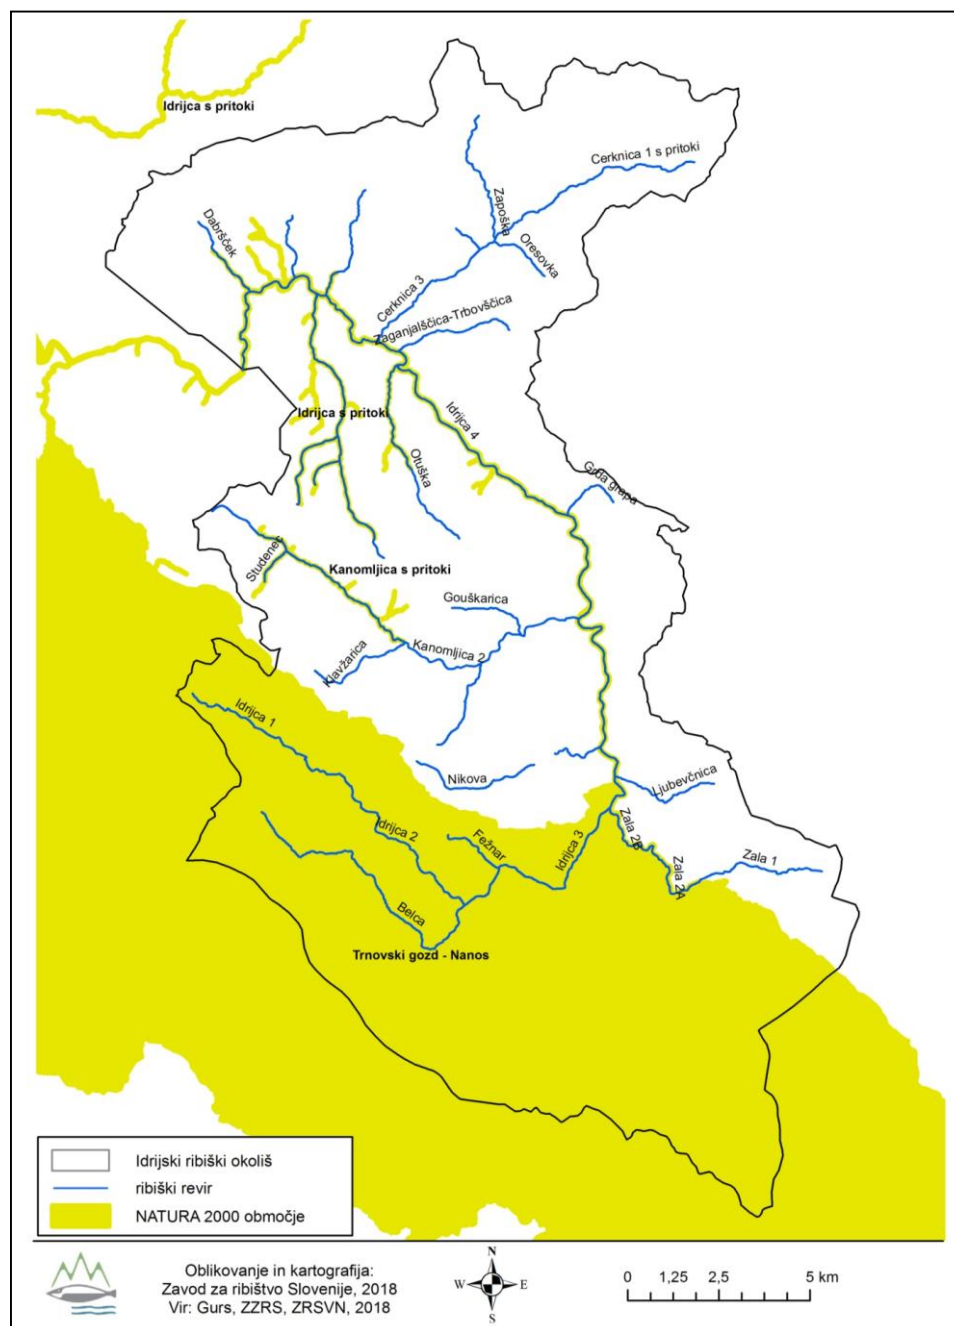 Idrijca s pritoki
Cerknica 1 s pritoki
Zapoška
Oresovka
Dabršček
Cerknica 3
Zaganjalščica-Trbovščica
Idrijca s pritoki
Idrijca 4
Otuška
Grda grapa
Studenec
Kanomljica s pritoki
Gouškarica
Klavžarica
Kanomljica 2
Idrijca 1
Nikova
Ljubevčnica
Idrijca 2
Fežnar
Idrijca 3
Zala 2B
Zala 2A
Zala 1
Belca
Trnovski gozd - Nanos
Idrijski ribiški okoliš
ribiški revir
NATURA 2000 območje
Oblikovanje in kartografija:
Zavod za ribištvo Slovenije, 2018
Vir: Gurs, ZZRS, ZRSVN, 2018
N
W E
S
0 1,25 2,5 5 km